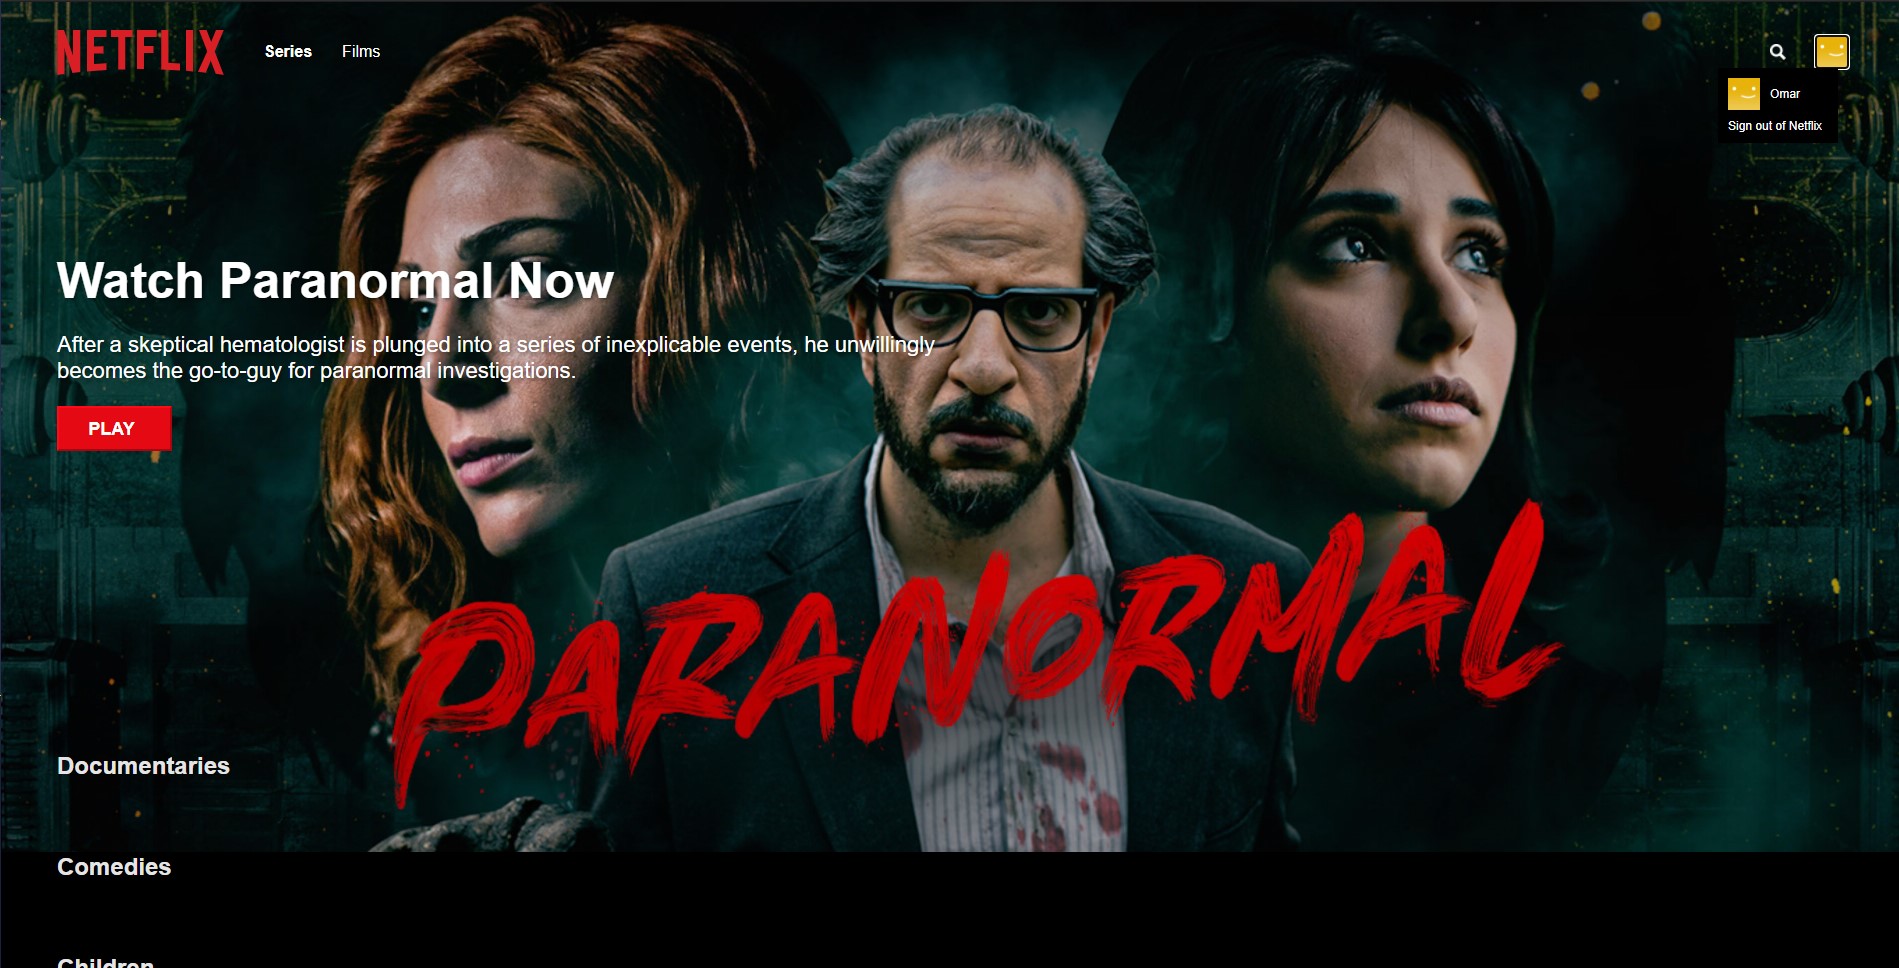 NETFLIX
Series
Films
Omar
Sign out of Netflix
Watch Paranormal Now
After a skeptical hematologist is plunged into a series of inexplicable events, he unwillingly
becomes the go-to-guy for paranormal investigations.
PLAY
PARANORMAL
Documentaries
Comedies
Children